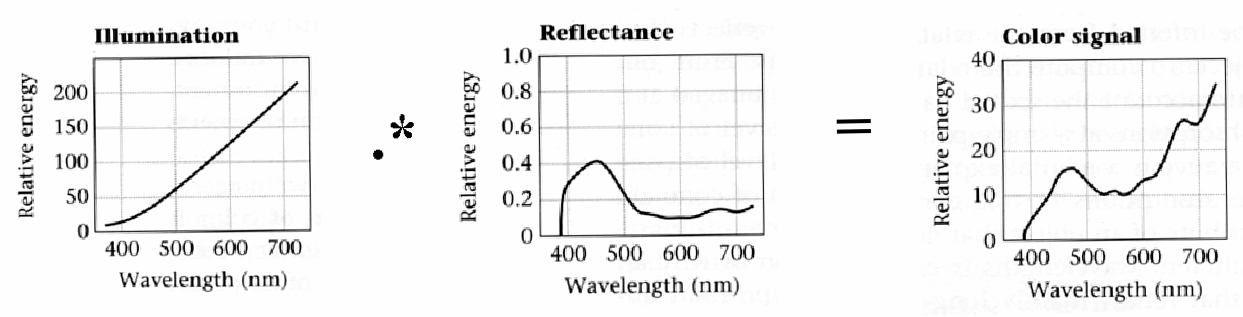 Illumination
Relative energy
200
150
100
50
0
400 500 600 700
Wavelength (nm)
.*
Reflectance
Relative energy
1.0
0.8
0.6
0.4
0.2
0
400 500 600 700
Wavelength (nm)
=
Color signal
Relative energy
40
30
20
10
0
400 500 600 700
Wavelength (nm)